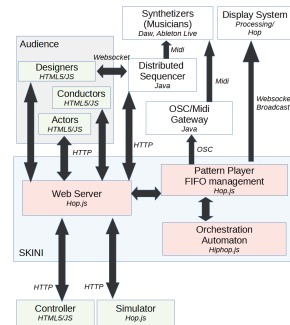 Synthetizers
(Musicians)
Daw, Ableton Live
Display System
Processing/
Hop
Audience
Websocket
Midi
Designers
HTML5/JS
Distributed
Sequencer
Java
Midi
Conductors
HTML5/JS
OSC/Midi
Gateway
Java
Websocke
Broadcast
Actors
HTML5/JS
HTTP
HTTP
OSC
Web Server
Hop.js
Pattern Player
FIFO management
Hop.js
Orchestration
Automaton
Hiphop.js
SKINI
HTTP
HTTP
Controller
HTML5/JS
Simulator
Hop.js